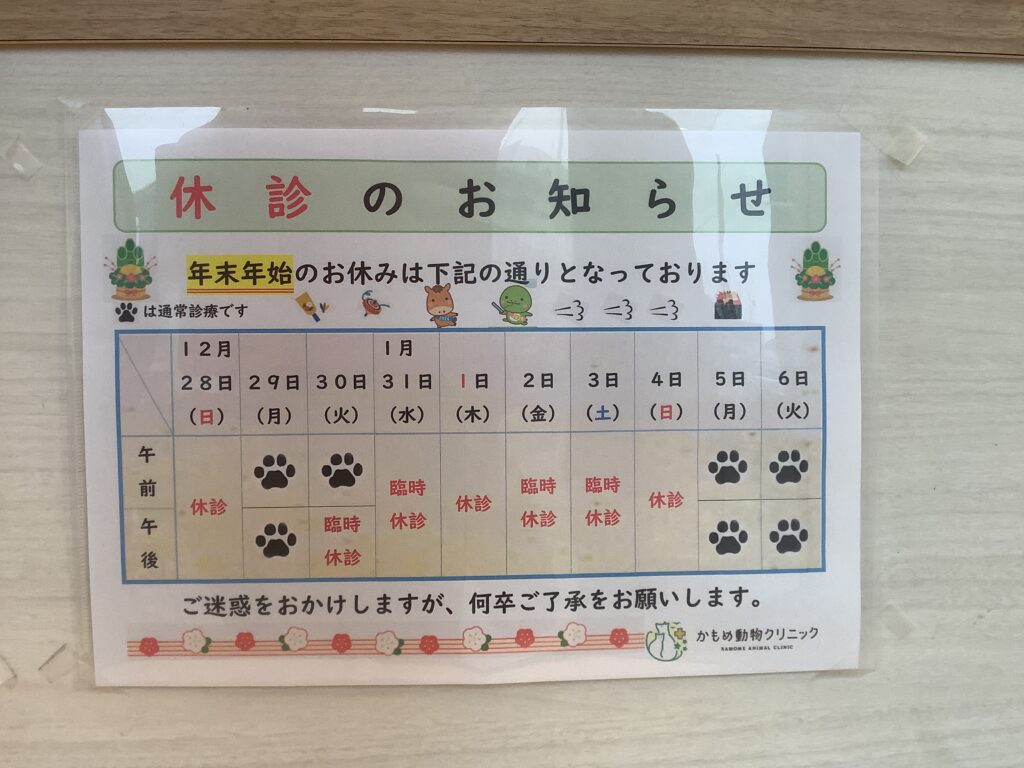 休診のお知らせ
年末年始のお休みは下記の通りとなっております
は通常診療です
12月 1月
28日 29日 30日 31日 1日 2日 3日 4日 5日 6日
(日) (月) (火) (水) (木) (金) (土) (日) (月) (火)
午前
休診
臨時休診
休診
臨時休診
臨時休診
休診
午後
臨時休診
ご迷惑をおかけしますが、何卒ご了承をお願いします。
かもめ動物クリニック
KAMOME ANIMAL CLINIC